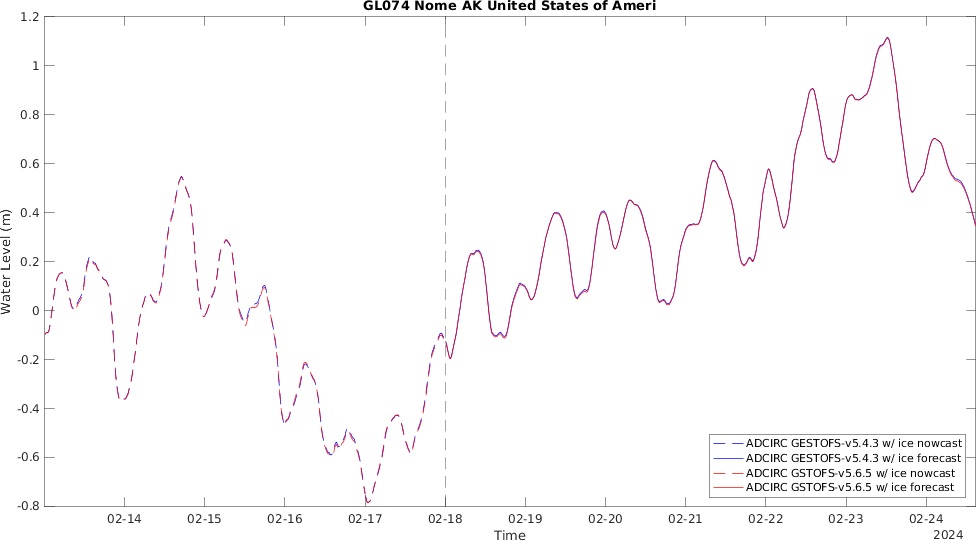 GL074 Nome AK United States of Ameri
1.2
1
0.8
0.6
0.4
0.2
0
-0.2
-0.4
-0.6
-0.8
Water Level (m)
ADCIRC GESTOFS-v5.4.3 w/ ice nowcast
ADCIRC GESTOFS-v5.4.3 w/ ice forecast
ADCIRC GSTOFS-v5.6.5 w/ ice nowcast
ADCIRC GSTOFS-v5.6.5 w/ ice forecast
02-14 02-15 02-16 02-17 02-18 02-19 02-20 02-21 02-22 02-23 02-24
Time
2024